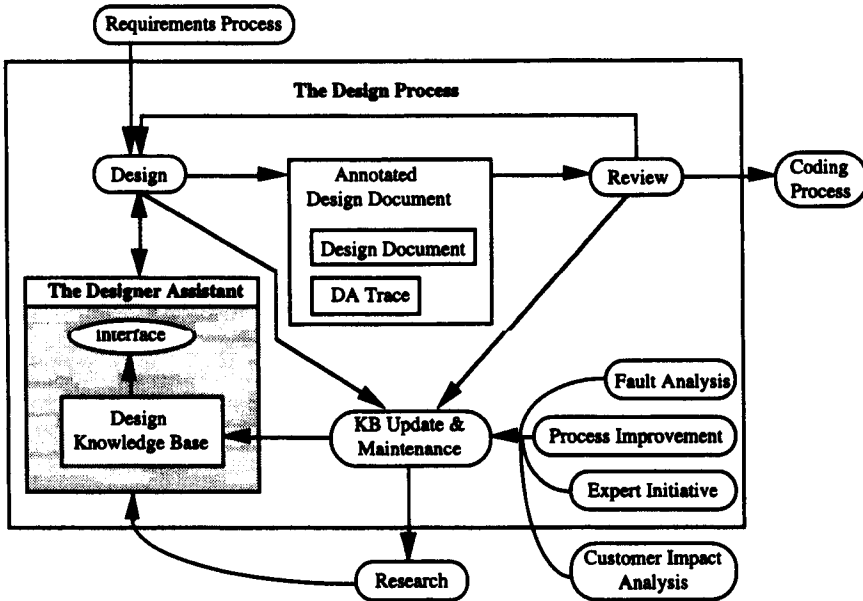 Requirements Process
The Design Process
Design
Annotated
Design Document
Review
Coding
Process
Design Document
DA Trace
The Designer Assistant
interface
Design
Knowledge Base
KB Update &
Maintenance
Fault Analysis
Process Improvement
Expert Initiative
Customer Impact
Analysis
Research